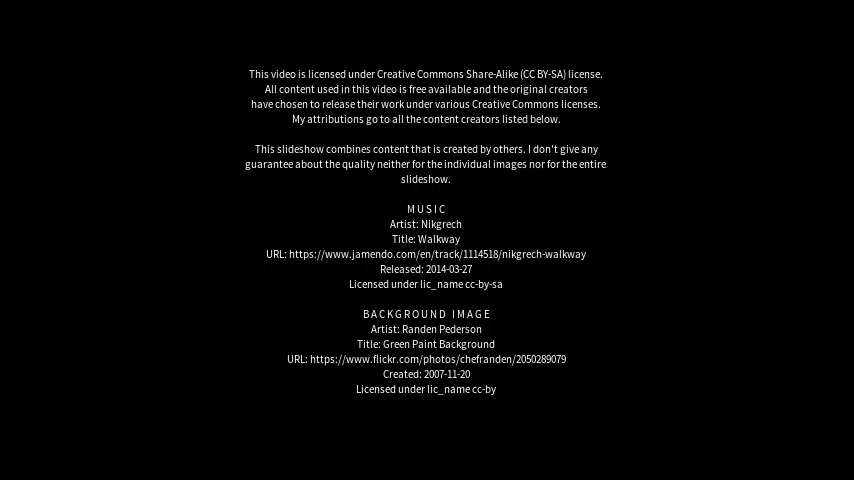 This video is licensed under Creative Commons Share-Alike (CC BY-SA) license.
All content used in this video is free available and the original creators
have chosen to release their work under various Creative Commons licenses.
My attributions go to all the content creators listed below.
This slideshow combines content that is created by others. I don't give any
guarantee about the quality neither for the individual images nor for the entire
slideshow.
MUSIC
Artist: Nikgrech
Title: Walkway
URL: https://www.jamendo.com/en/track/1114518/nikgrech-walkway
Released: 2014-03-27
Licensed under lic_name cc-by-sa
BACKGROUND IMAGE
Artist: Randen Pederson
Title: Green Paint Background
URL: https://www.flickr.com/photos/chefranden/2050289079
Created: 2007-11-20
Licensed under lic_name cc-by